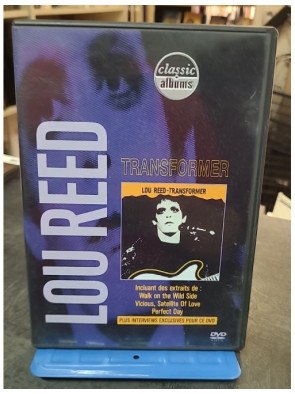 classic
albums
LOU REED
TRANSFORMER
LOU REED-TRANSFORMER
Incluant des extraits de :
Walk on the Wild Side
Vicious, Satellite Of Love
Perfect Day
PLUS INTERVIEWS EXCLUSIVES POUR CE DVD
DVD